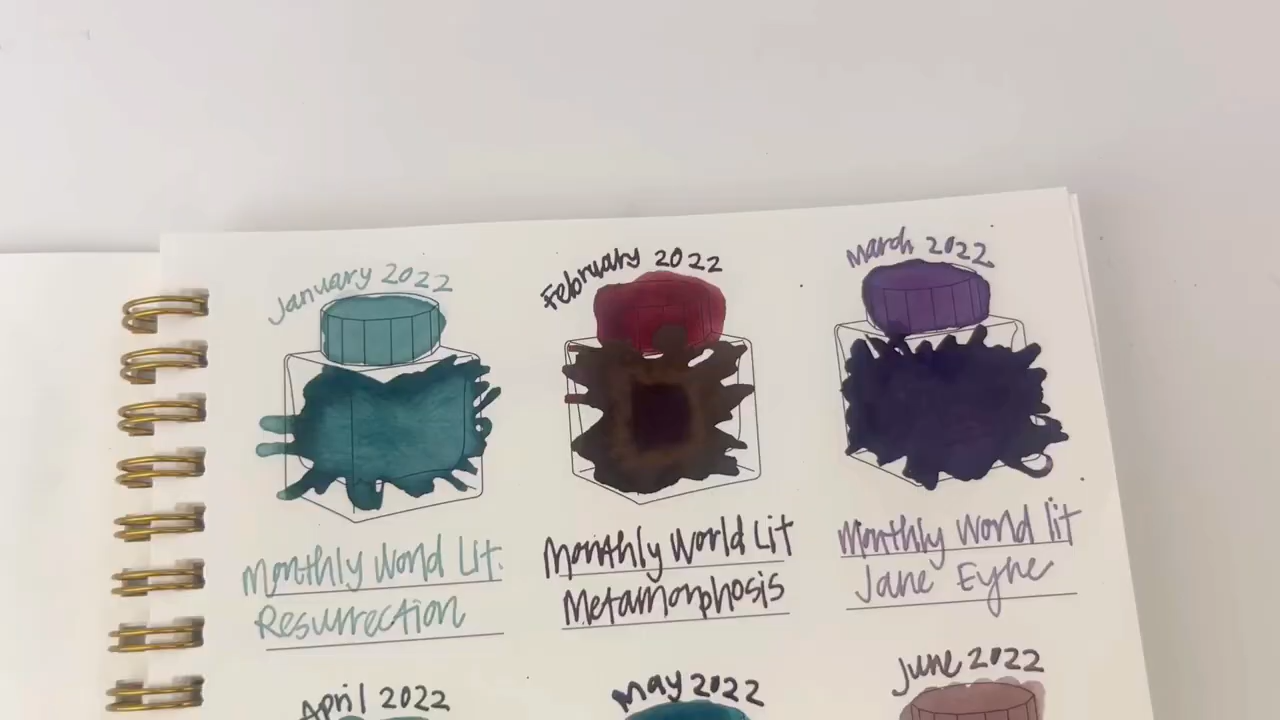 January 2022
February 2022
March 2022
Monthly World Lit.
Resurrection
Monthly World Lit
Metamorphosis
Monthly World lit
Jane Eyre
April 2022
May 2022
June 2022